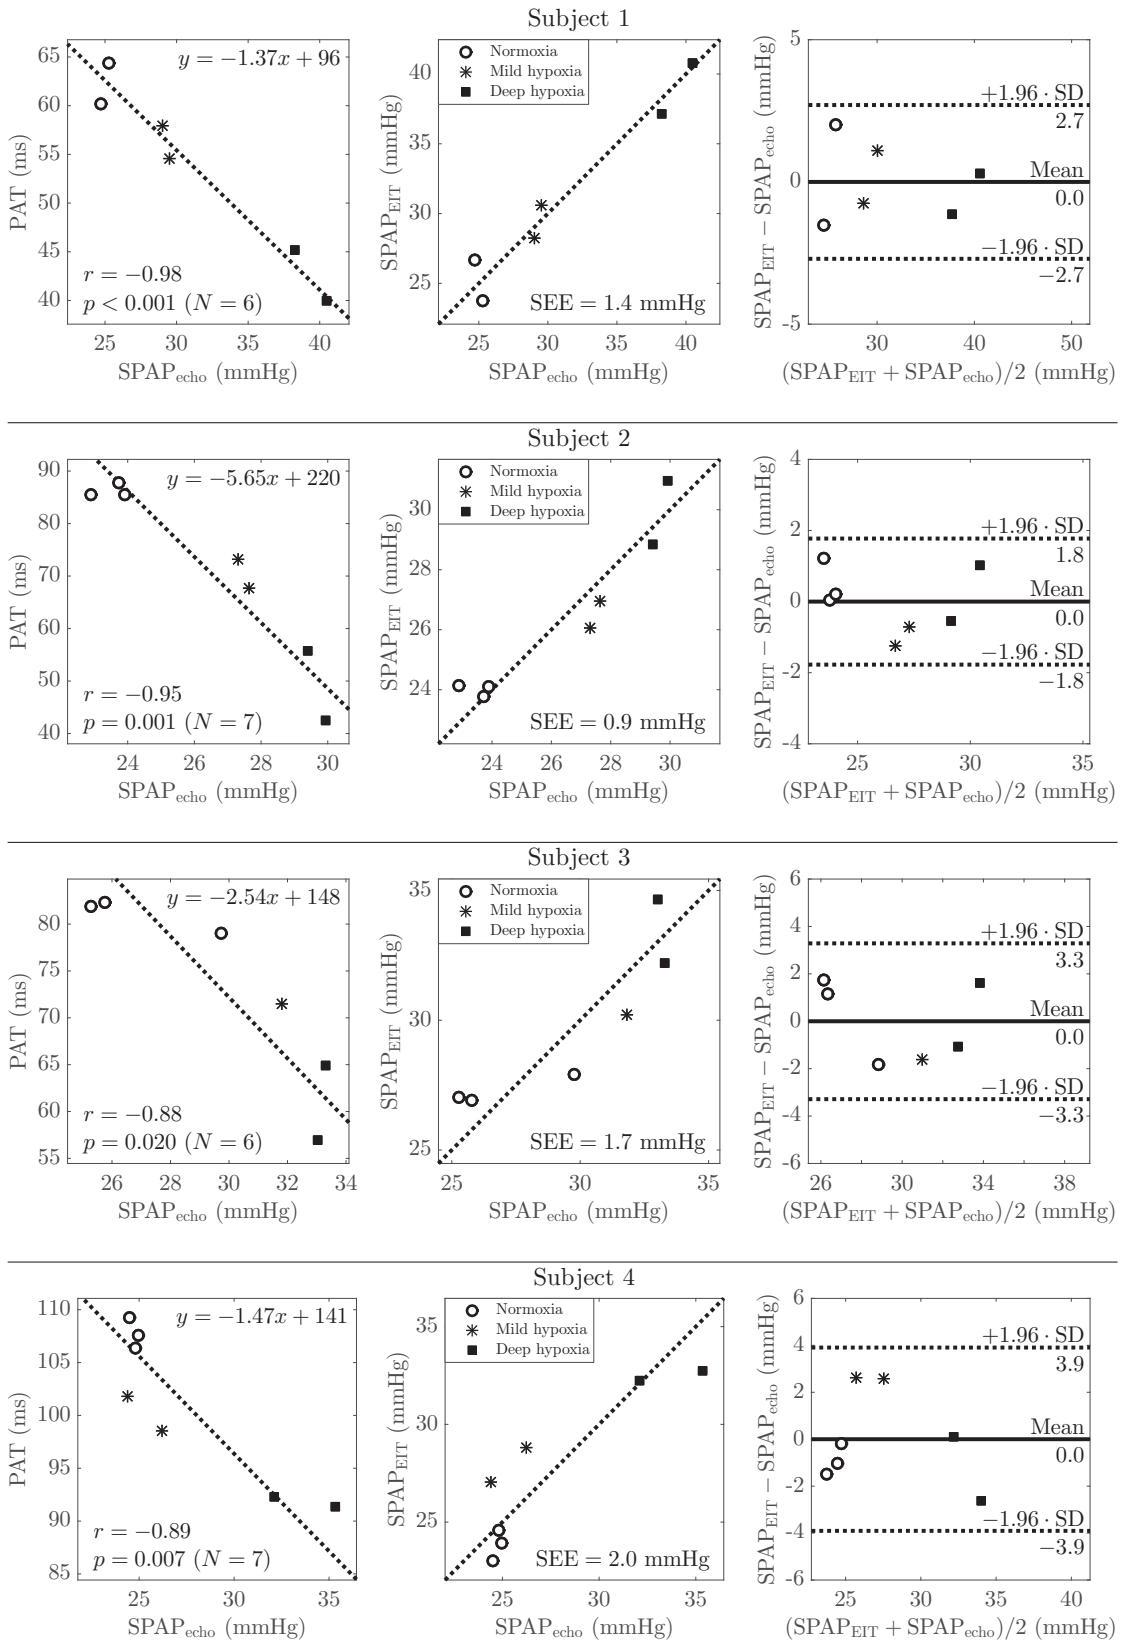 Subject 1
y = −1.37x + 96
r = −0.98
p < 0.001 (N = 6)
PAT (ms)
65
60
55
50
45
40
25 30 35 40
SPAPecho (mmHg)
Normoxia
Mild hypoxia
Deep hypoxia
SEE = 1.4 mmHg
SPAPEIT (mmHg)
40
35
30
25
25 30 35 40
SPAPecho (mmHg)
+1.96 · SD
2.7
Mean
0.0
−1.96 · SD
−2.7
SPAPEIT − SPAPecho (mmHg)
5
0
-5
30 40 50
(SPAPEIT + SPAPecho)/2 (mmHg)
Subject 2
y = −5.65x + 220
r = −0.95
p = 0.001 (N = 7)
PAT (ms)
90
80
70
60
50
40
24 26 28 30
SPAPecho (mmHg)
Normoxia
Mild hypoxia
Deep hypoxia
SEE = 0.9 mmHg
SPAPEIT (mmHg)
30
28
26
24
24 26 28 30
SPAPecho (mmHg)
+1.96 · SD
1.8
Mean
0.0
−1.96 · SD
−1.8
SPAPEIT − SPAPecho (mmHg)
4
2
0
-2
-4
25 30 35
(SPAPEIT + SPAPecho)/2 (mmHg)
Subject 3
y = −2.54x + 148
r = −0.88
p = 0.020 (N = 6)
PAT (ms)
80
75
70
65
60
55
26 28 30 32 34
SPAPecho (mmHg)
Normoxia
Mild hypoxia
Deep hypoxia
SEE = 1.7 mmHg
SPAPEIT (mmHg)
35
30
25
25 30 35
SPAPecho (mmHg)
+1.96 · SD
3.3
Mean
0.0
−1.96 · SD
−3.3
SPAPEIT − SPAPecho (mmHg)
6
4
2
0
-2
-4
-6
26 30 34 38
(SPAPEIT + SPAPecho)/2 (mmHg)
Subject 4
y = −1.47x + 141
r = −0.89
p = 0.007 (N = 7)
PAT (ms)
110
105
100
95
90
85
25 30 35
SPAPecho (mmHg)
Normoxia
Mild hypoxia
Deep hypoxia
SEE = 2.0 mmHg
SPAPEIT (mmHg)
35
30
25
25 30 35
SPAPecho (mmHg)
+1.96 · SD
3.9
Mean
0.0
−1.96 · SD
−3.9
SPAPEIT − SPAPecho (mmHg)
6
4
2
0
-2
-4
-6
25 30 35 40
(SPAPEIT + SPAPecho)/2 (mmHg)